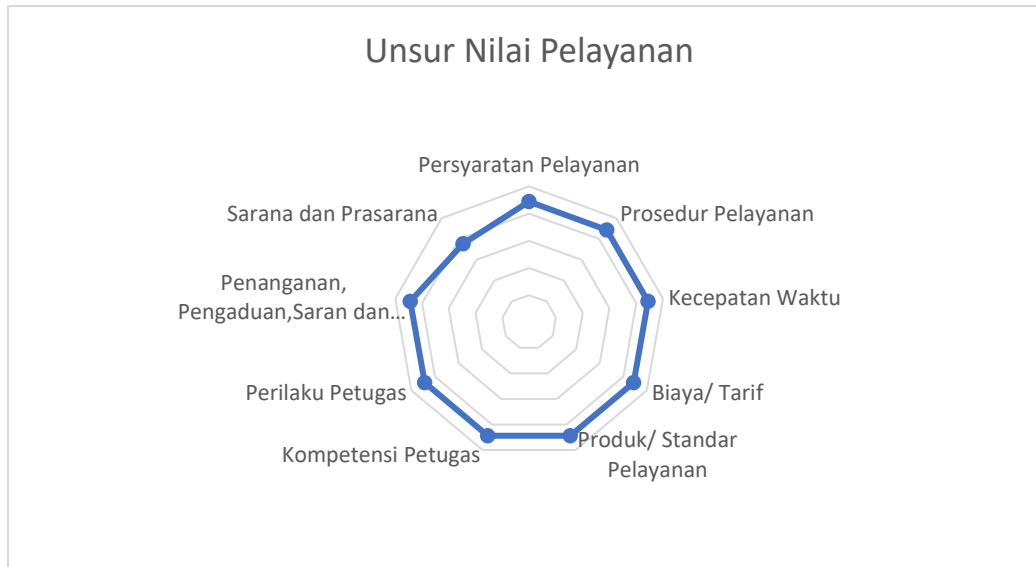 Unsur Nilai Pelayanan
Persyaratan Pelayanan
Prosedur Pelayanan
Kecepatan Waktu
Biaya/ Tarif
Produk/ Standar
Pelayanan
Kompetensi Petugas
Perilaku Petugas
Penanganan,
Pengaduan,Saran dan...
Sarana dan Prasarana